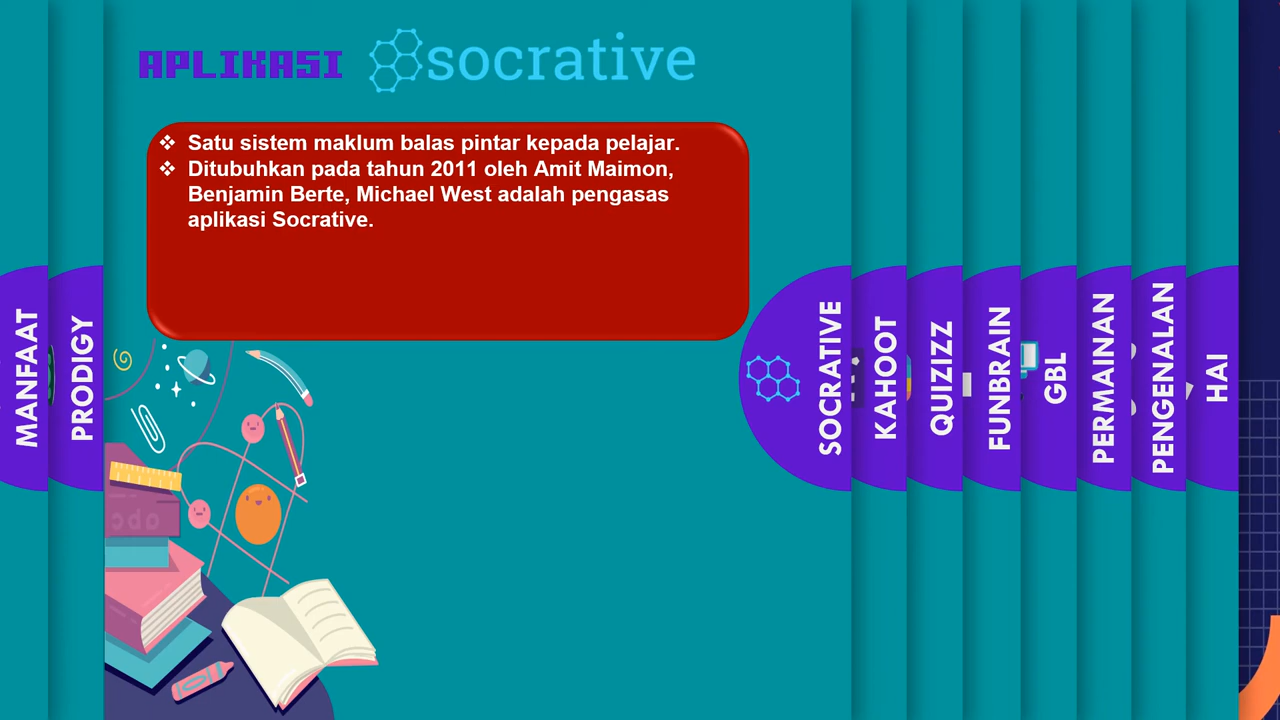 APLIKASI socrative
❖ Satu sistem maklum balas pintar kepada pelajar.
❖ Ditubuhkan pada tahun 2011 oleh Amit Maimon,
Benjamin Berte, Michael West adalah pengasas
aplikasi Socrative.
MANFAAT
PRODIGY
SOCRATIVE
KAHOOT
QUIZIZZ
FUNBRAIN
GBL
PERMAINAN
PENGENALAN
HAI